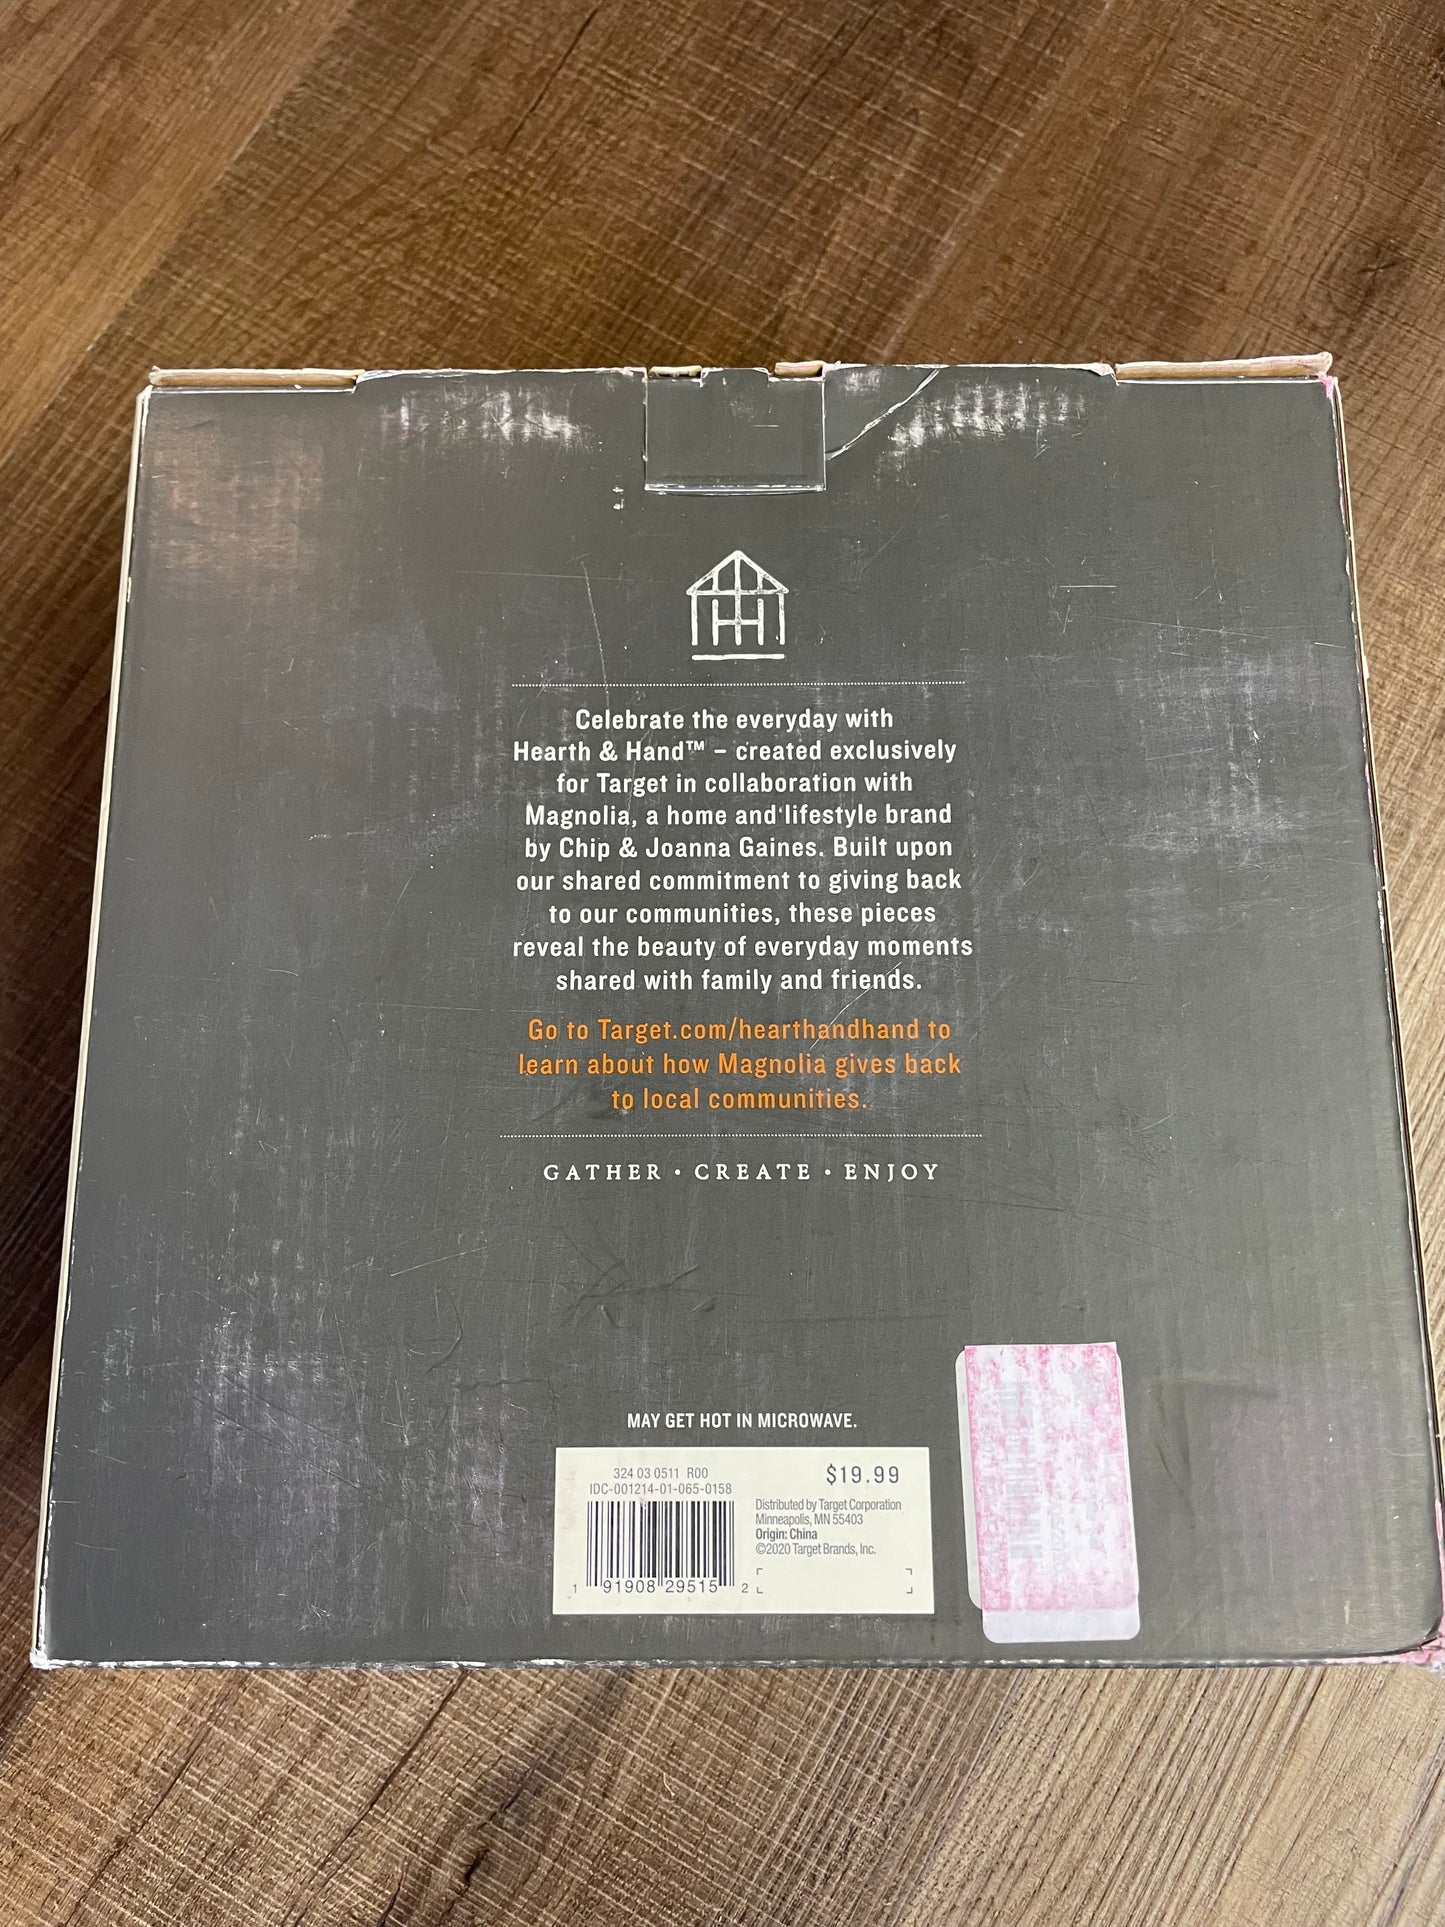 Celebrate the everyday with
Hearth & Hand™ – created exclusively
for Target in collaboration with
Magnolia, a home and lifestyle brand
by Chip & Joanna Gaines. Built upon
our shared commitment to giving back
to our communities, these pieces
reveal the beauty of everyday moments
shared with family and friends.
Go to Target.com/hearthandhand to
learn about how Magnolia gives back
to local communities.
GATHER • CREATE • ENJOY
MAY GET HOT IN MICROWAVE.
324 03 0511 R00
IDC-001214-01-065-0158
1 91908 29515 2
$19.99
Distributed by Target Corporation
Minneapolis, MN 55403
Origin: China
©2020 Target Brands, Inc.